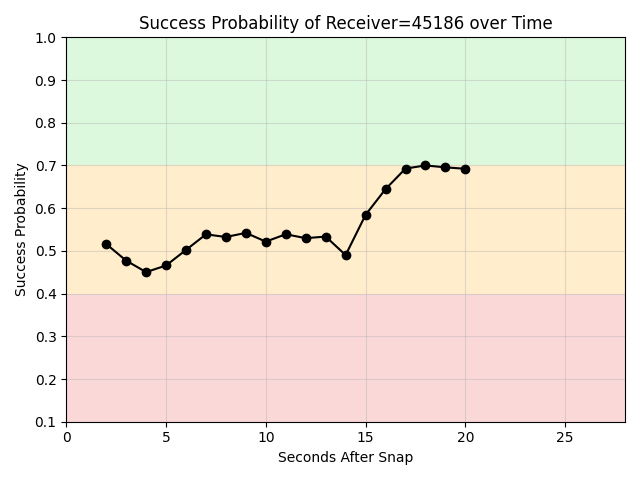 Success Probability of Receiver=45186 over Time
1.0
0.9
0.8
0.7
0.6
0.5
0.4
0.3
0.2
0.1
Success Probability
0 5 10 15 20 25
Seconds After Snap